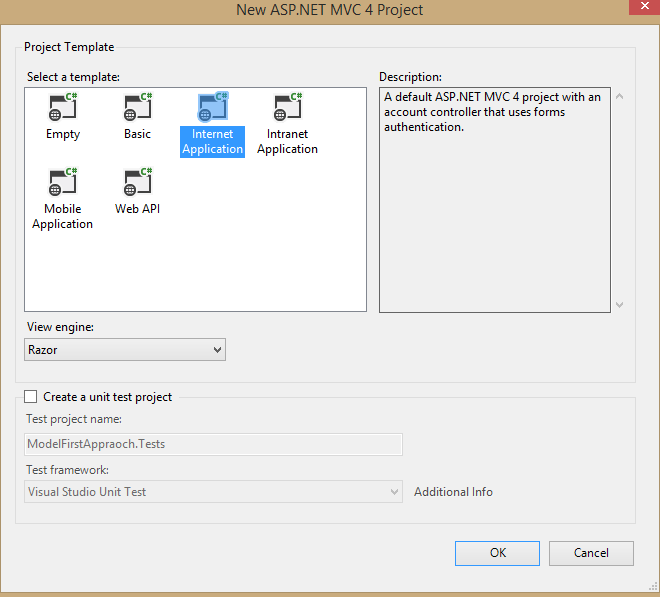 New ASP.NET MVC 4 Project
Project Template
Select a template:
Description:
C#
C#
C#
C#
Empty
Basic
Internet
Application
Intranet
Application
C#
C#
Mobile
Application
Web API
A default ASP.NET MVC 4 project with an
account controller that uses forms
authentication.
View engine:
Razor
Create a unit test project
Test project name:
ModelFirstAppraoch.Tests
Test framework:
Visual Studio Unit Test
Additional Info
OK
Cancel